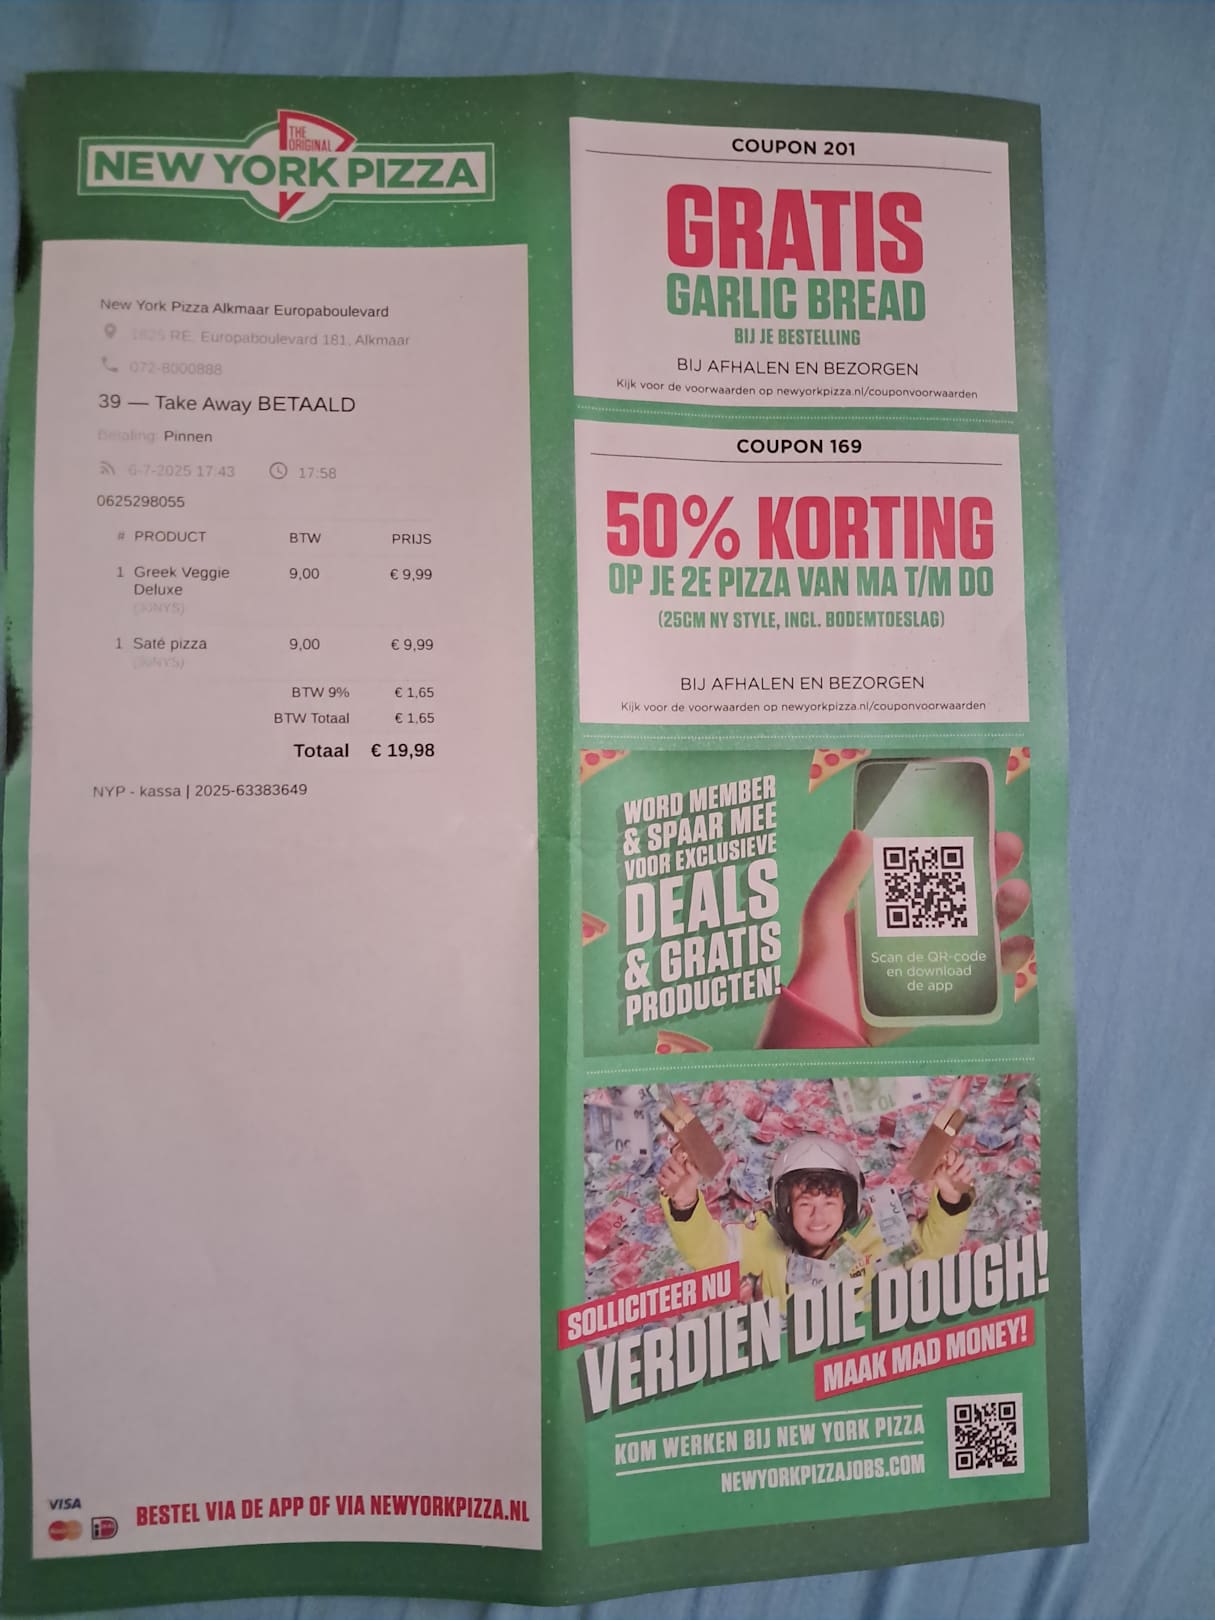 THE
ORIGINAL
NEW YORK PIZZA
New York Pizza Alkmaar Europaboulevard
1825 RE, Europaboulevard 181, Alkmaar
072-8000888
39 — Take Away BETAALD
Betaling: Pinnen
6-7-2025 17:43 17:58
0625298055
# PRODUCT BTW PRIJS
1 Greek Veggie 9,00 € 9,99
Deluxe
(30NYS)
1 Saté pizza 9,00 € 9,99
(30NYS)
BTW 9% € 1,65
BTW Totaal € 1,65
Totaal € 19,98
NYP - kassa | 2025-63383649
VISA
BESTEL VIA DE APP OF VIA NEWYORKPIZZA.NL
COUPON 201
GRATIS
GARLIC BREAD
BIJ JE BESTELLING
BIJ AFHALEN EN BEZORGEN
Kijk voor de voorwaarden op newyorkpizza.nl/couponvoorwaarden
COUPON 169
50% KORTING
OP JE 2E PIZZA VAN MA T/M DO
(25CM NY STYLE, INCL. BODEMTOESLAG)
BIJ AFHALEN EN BEZORGEN
Kijk voor de voorwaarden op newyorkpizza.nl/couponvoorwaarden
WORD MEMBER
& SPAAR MEE
VOOR EXCLUSIEVE
DEALS
& GRATIS
PRODUCTEN!
Scan de QR-code
en download
de app
SOLLICITEER NU
VERDIEN DIE DOUGH!
MAAK MAD MONEY!
KOM WERKEN BIJ NEW YORK PIZZA
NEWYORKPIZZAJOBS.COM